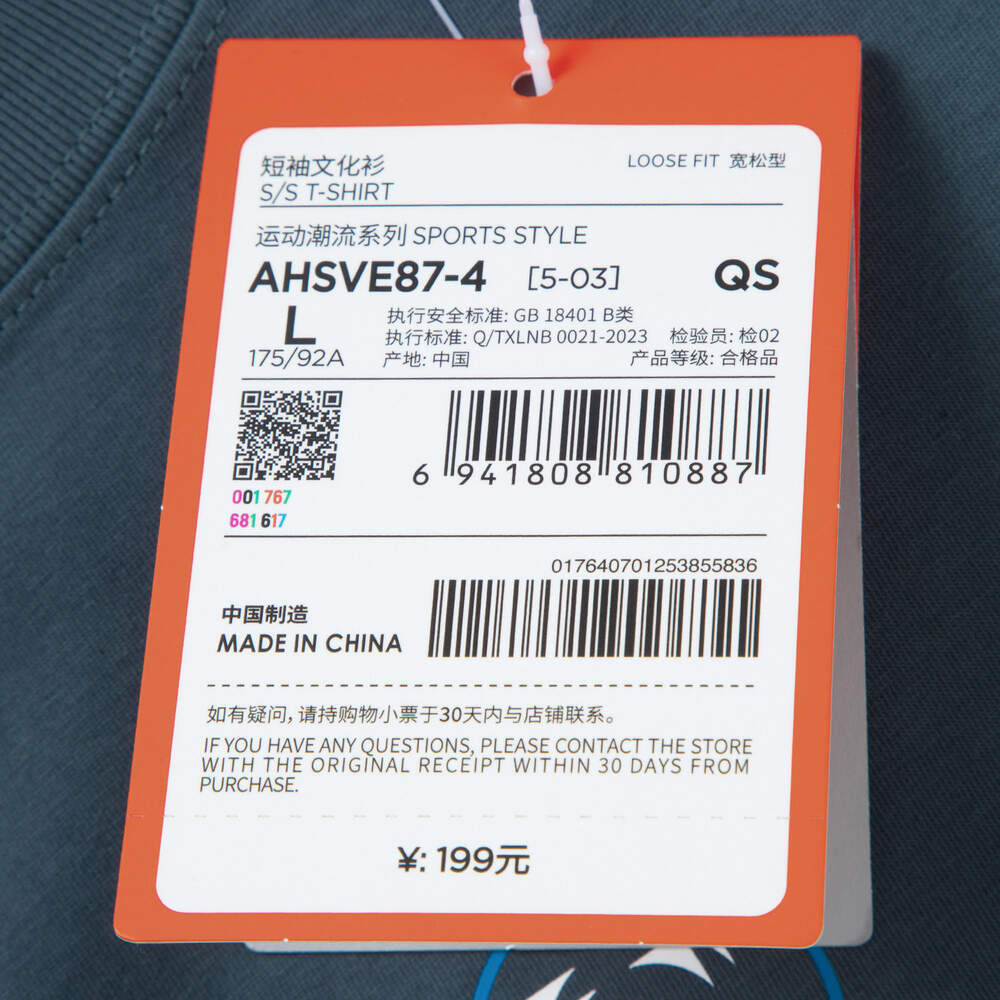 短袖文化衫
S/S T-SHIRT
LOOSE FIT 宽松型
运动潮流系列 SPORTS STYLE
AHSVE87-4 [5-03] QS
L
175/92A
执行安全标准: GB 18401 B类
执行标准: Q/TXLNB 0021-2023 检验员: 检02
产地: 中国 产品等级: 合格品
6 941808 810887
001 767
681 617
017640701253855836
中国制造
MADE IN CHINA
如有疑问,请持购物小票于30天内与店铺联系。
IF YOU HAVE ANY QUESTIONS, PLEASE CONTACT THE STORE
WITH THE ORIGINAL RECEIPT WITHIN 30 DAYS FROM
PURCHASE.
¥: 199元